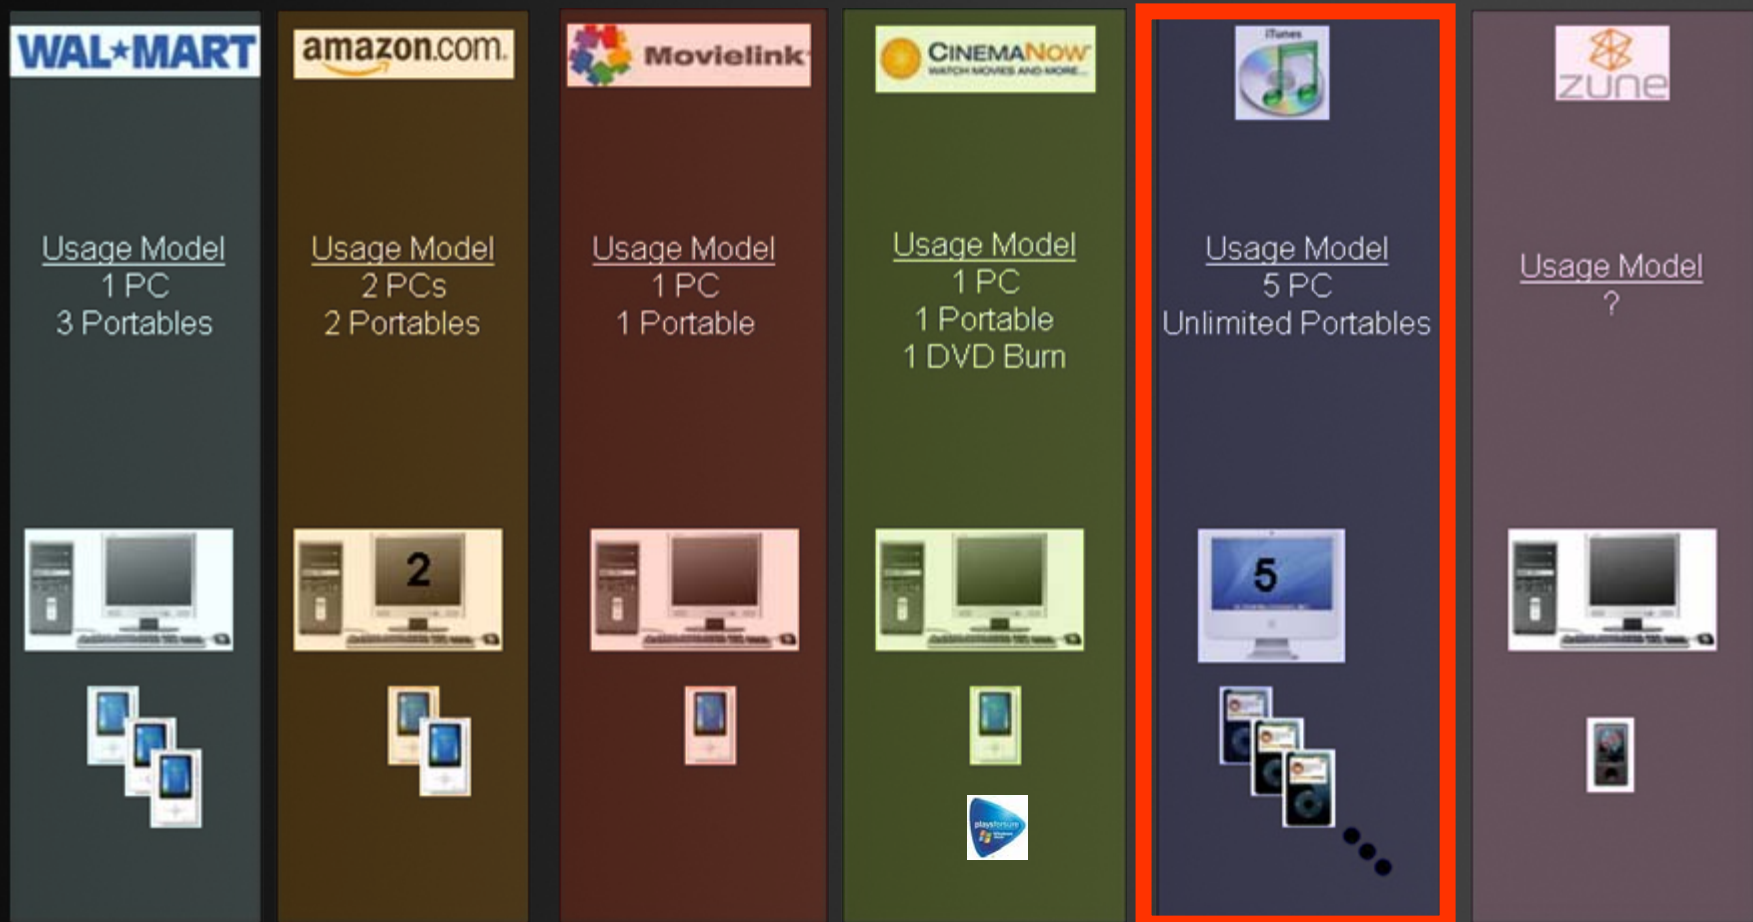 WAL★MART
Usage Model
1 PC
3 Portables
amazon.com.
Usage Model
2 PCs
2 Portables
2
Movielink
Usage Model
1 PC
1 Portable
CINEMANOW
WATCH MOVIES AND MORE...
Usage Model
1 PC
1 Portable
1 DVD Burn
playsforsure
iTunes
Usage Model
5 PC
Unlimited Portables
5
zune
Usage Model
?